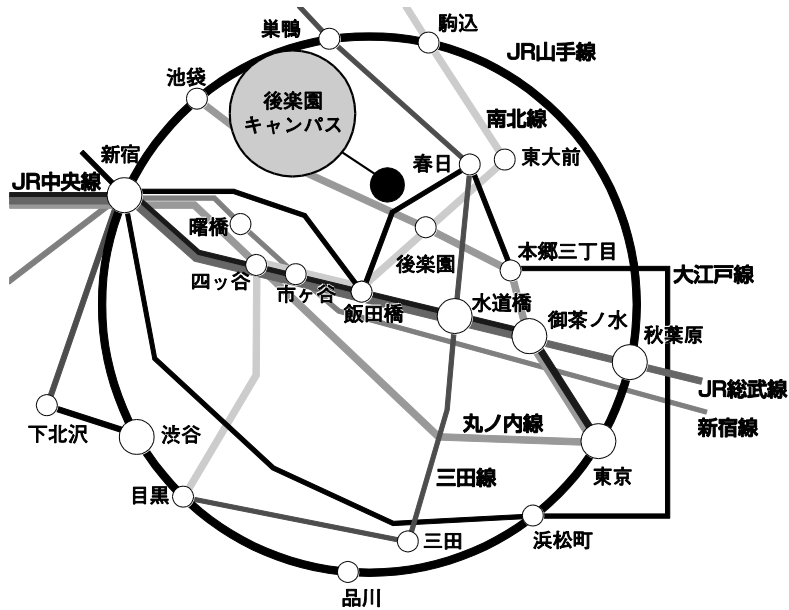 巣鴨
駒込
JR山手線
池袋
後楽園
キャンパス
南北線
新宿
春日
東大前
JR中央線
曙橋
本郷三丁目
後楽園
四ッ谷
市ヶ谷
大江戸線
飯田橋
水道橋
御茶ノ水
秋葉原
JR総武線
新宿線
下北沢
渋谷
丸ノ内線
三田線
東京
目黒
三田
浜松町
品川